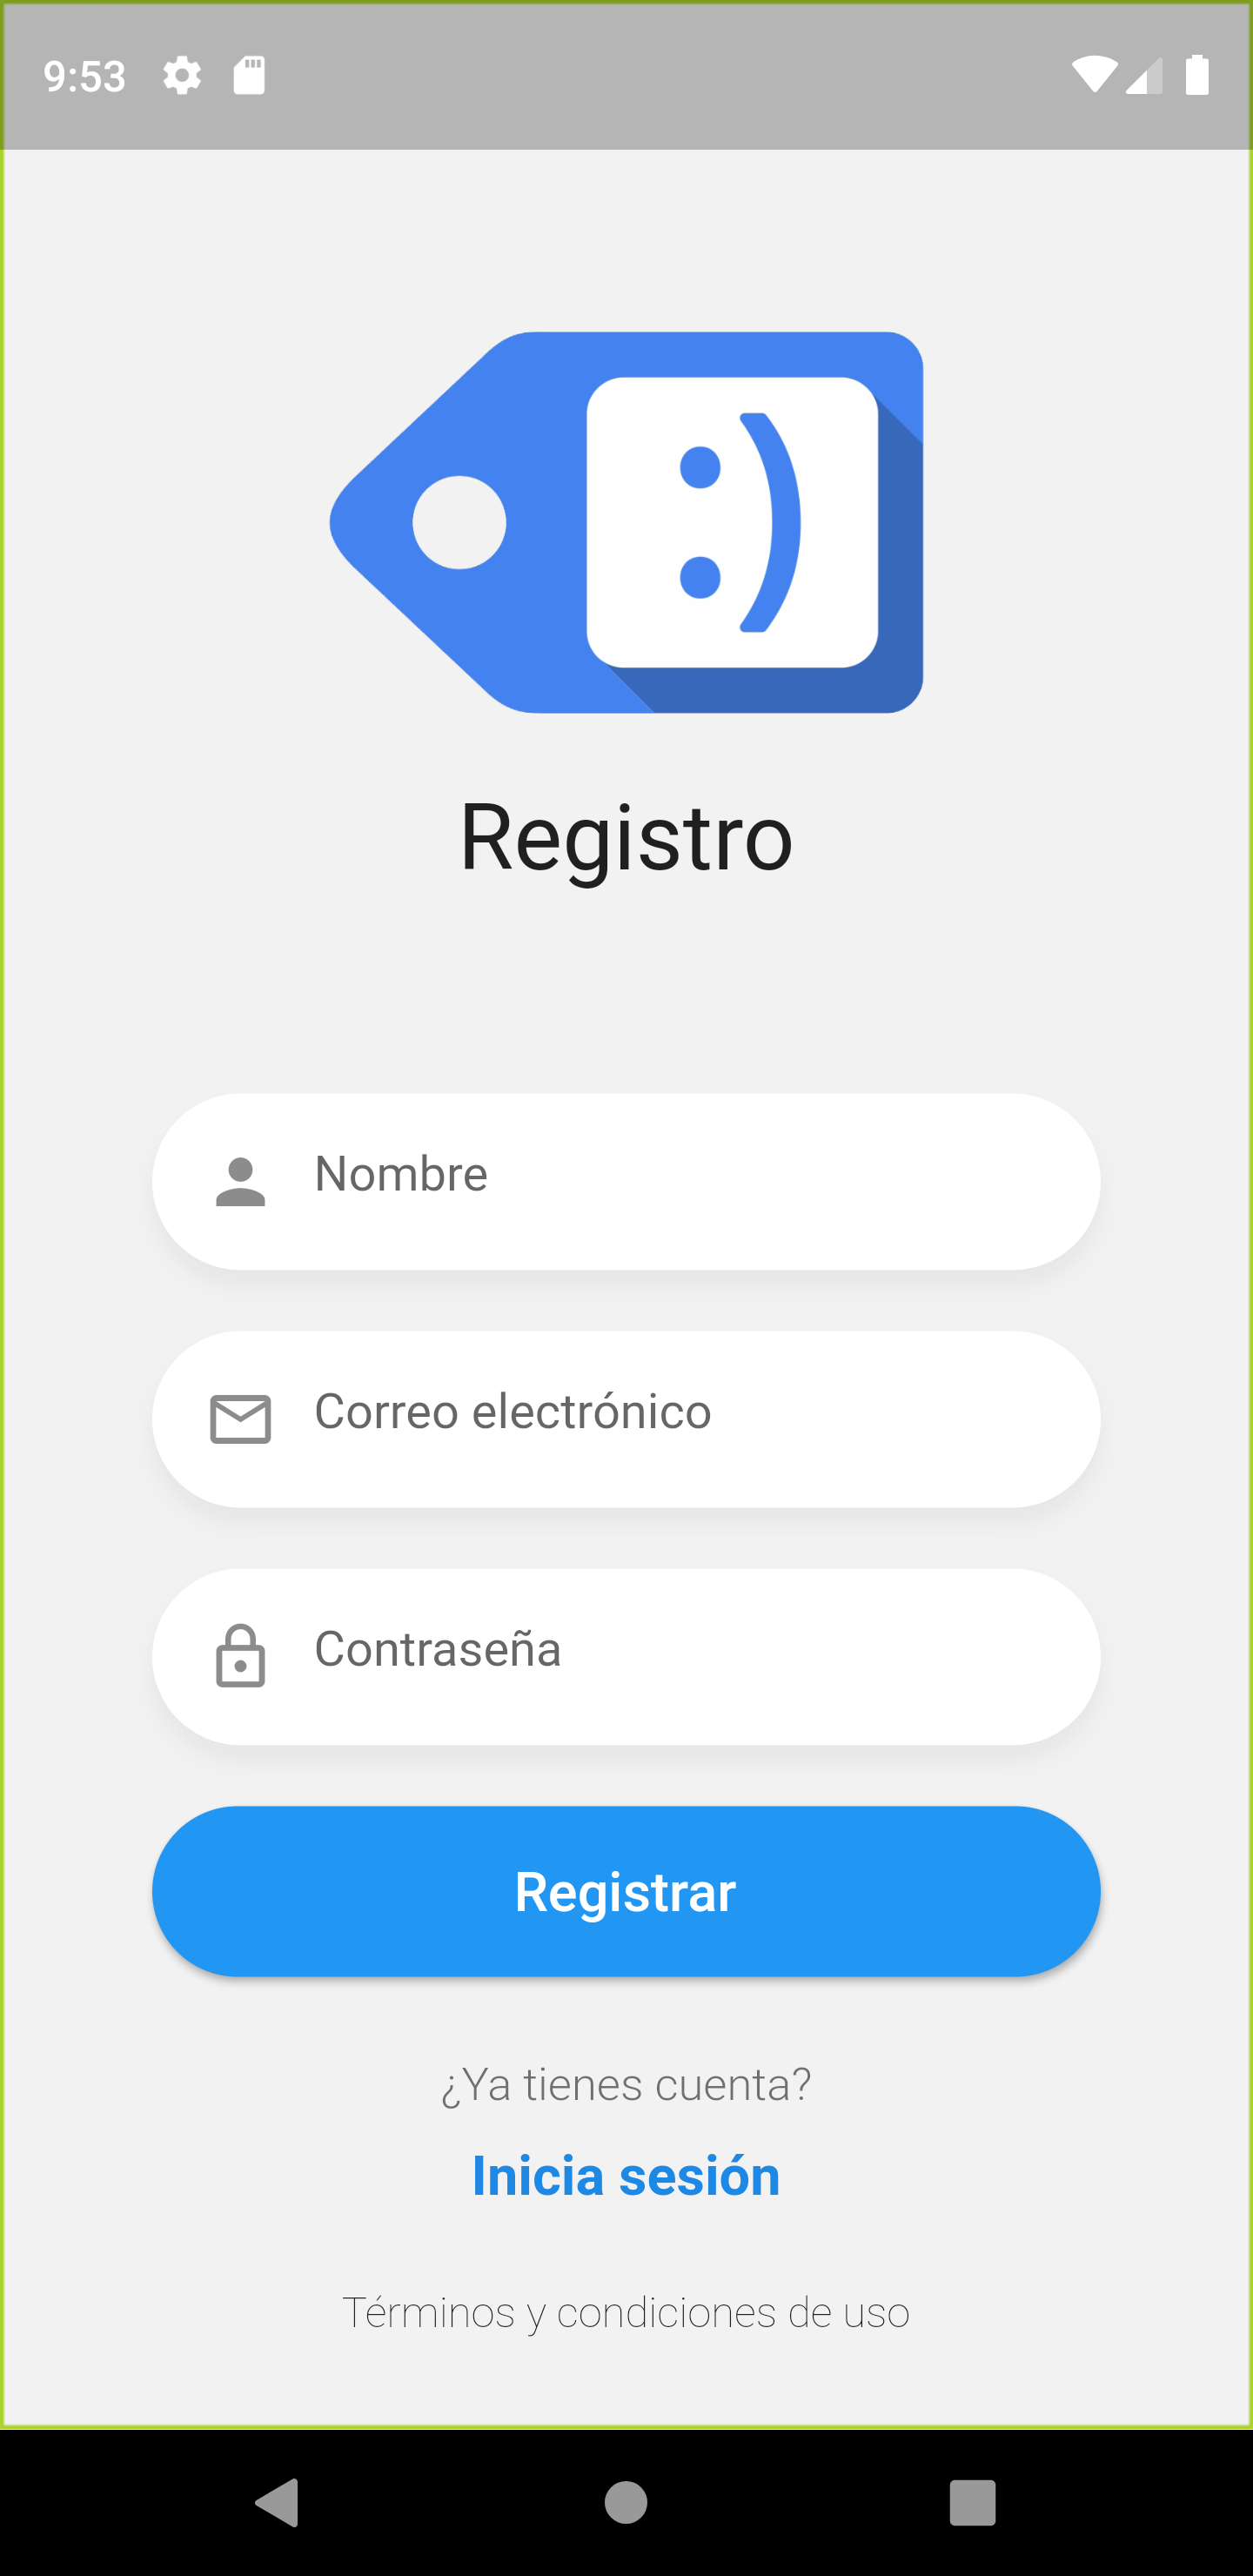 9:53
:)
Registro
Nombre
Correo electrónico
Contraseña
Registrar
¿Ya tienes cuenta?
Inicia sesión
Términos y condiciones de uso